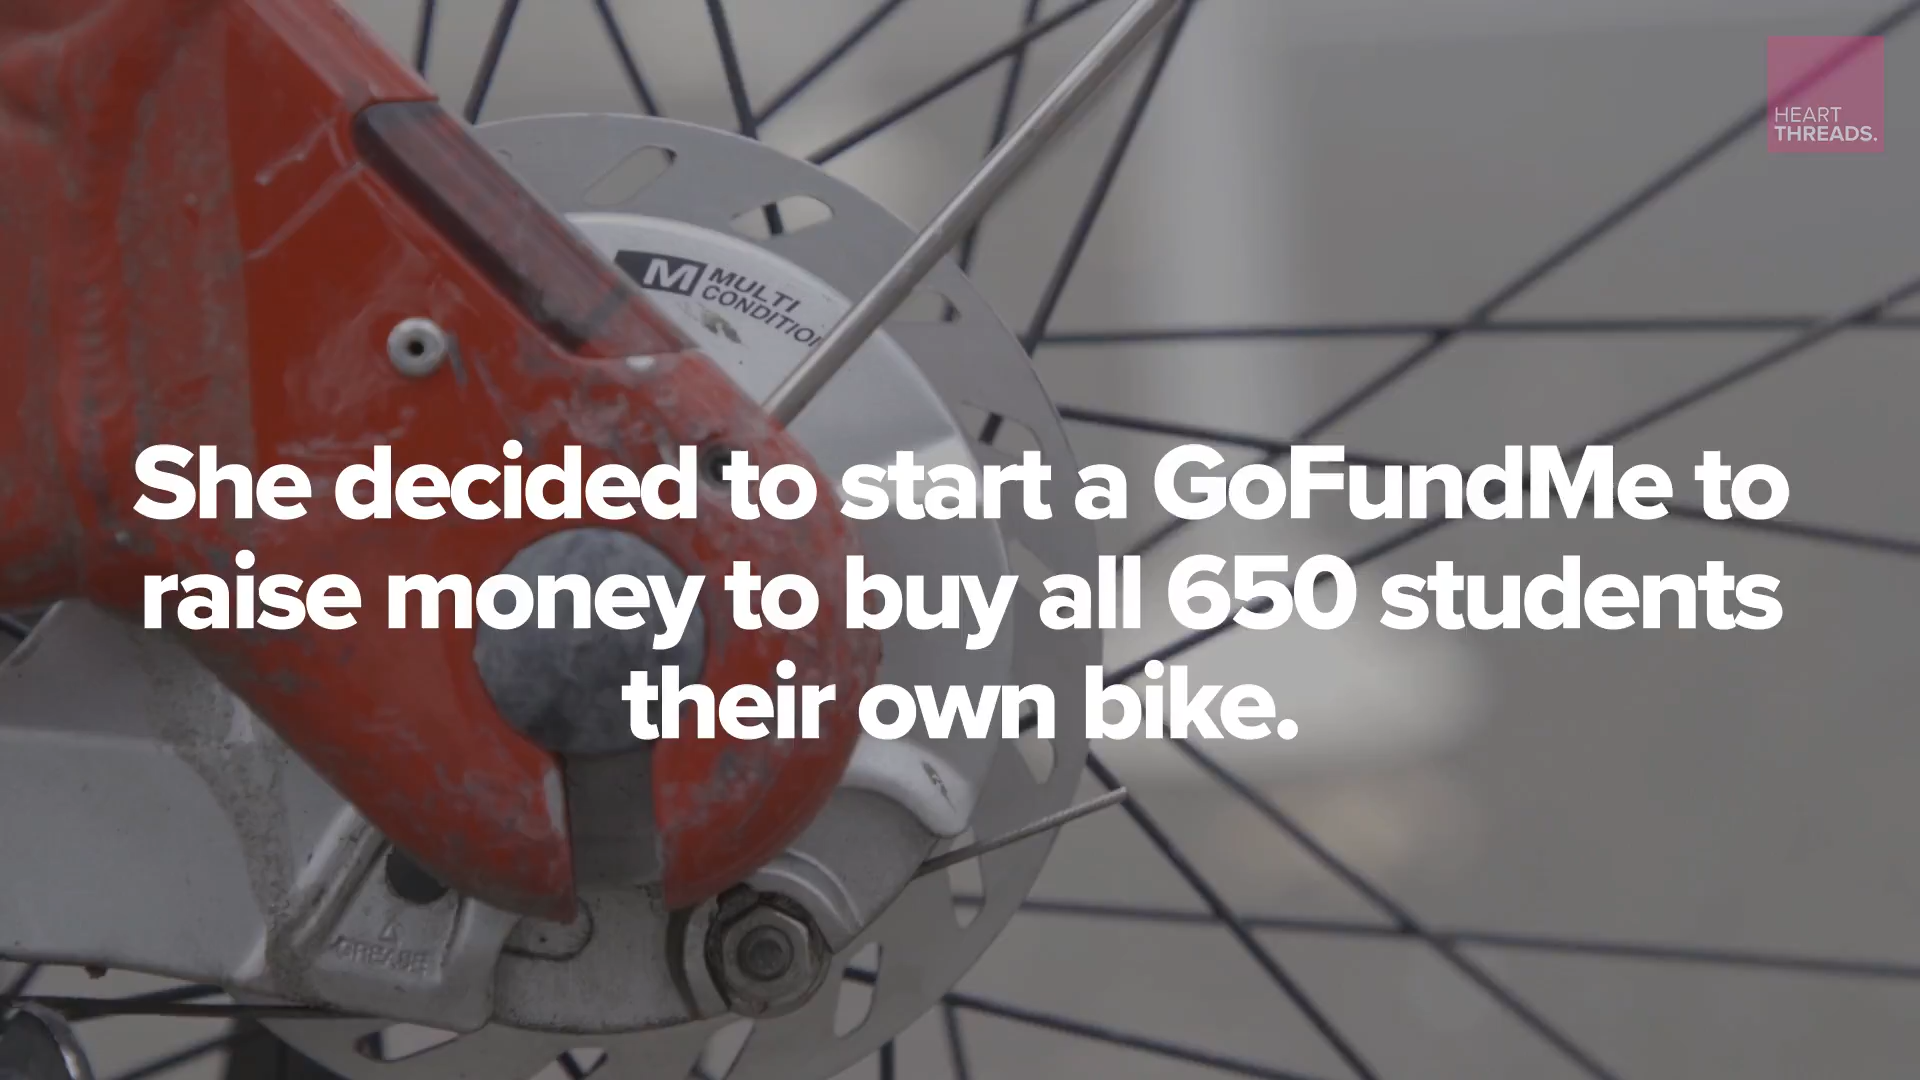 HEART
THREADS.
M MULTI
CONDITION
She decided to start a GoFundMe to
raise money to buy all 650 students
their own bike.
GREASE